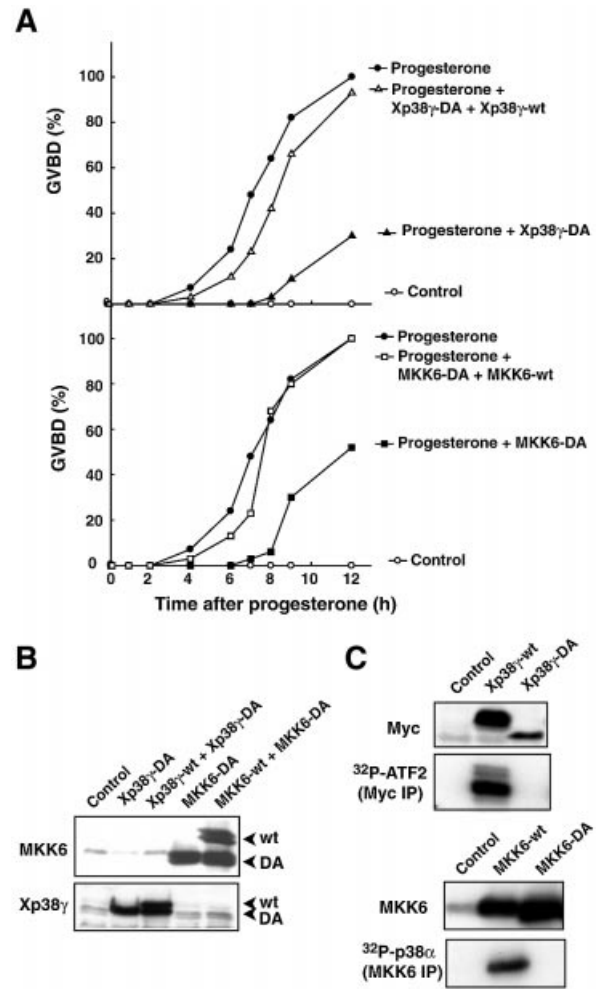 A
100
80
60
40
20
0
GVBD (%)
Progesterone
Progesterone +
Xp38γ-DA + Xp38γ-wt
Progesterone + Xp38γ-DA
Control
100
80
60
40
20
0
GVBD (%)
Progesterone
Progesterone +
MKK6-DA + MKK6-wt
Progesterone + MKK6-DA
Control
0 2 4 6 8 10 12
Time after progesterone (h)
B
Control
Xp38γ-DA
Xp38γ-wt + Xp38γ-DA
MKK6-DA
MKK6-wt + MKK6-DA
MKK6
wt
DA
Xp38γ
wt
DA
C
Control
Xp38γ-wt
Xp38γ-DA
Myc
32P-ATF2
(Myc IP)
Control
MKK6-wt
MKK6-DA
MKK6
32P-p38α
(MKK6 IP)